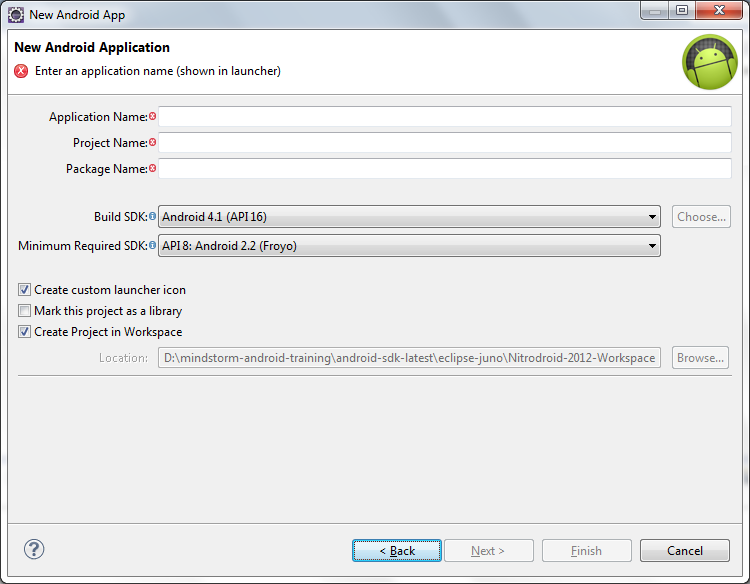 New Android App
New Android Application
Enter an application name (shown in launcher)
Application Name:
Project Name:
Package Name:
Build SDK: Android 4.1 (API 16) Choose...
Minimum Required SDK: API 8: Android 2.2 (Froyo)
Create custom launcher icon
Mark this project as a library
Create Project in Workspace
Location: D:\mindstorm-android-training\android-sdk-latest\eclipse-juno\Nitrodroid-2012-Workspace Browse...
? < Back Next > Finish Cancel